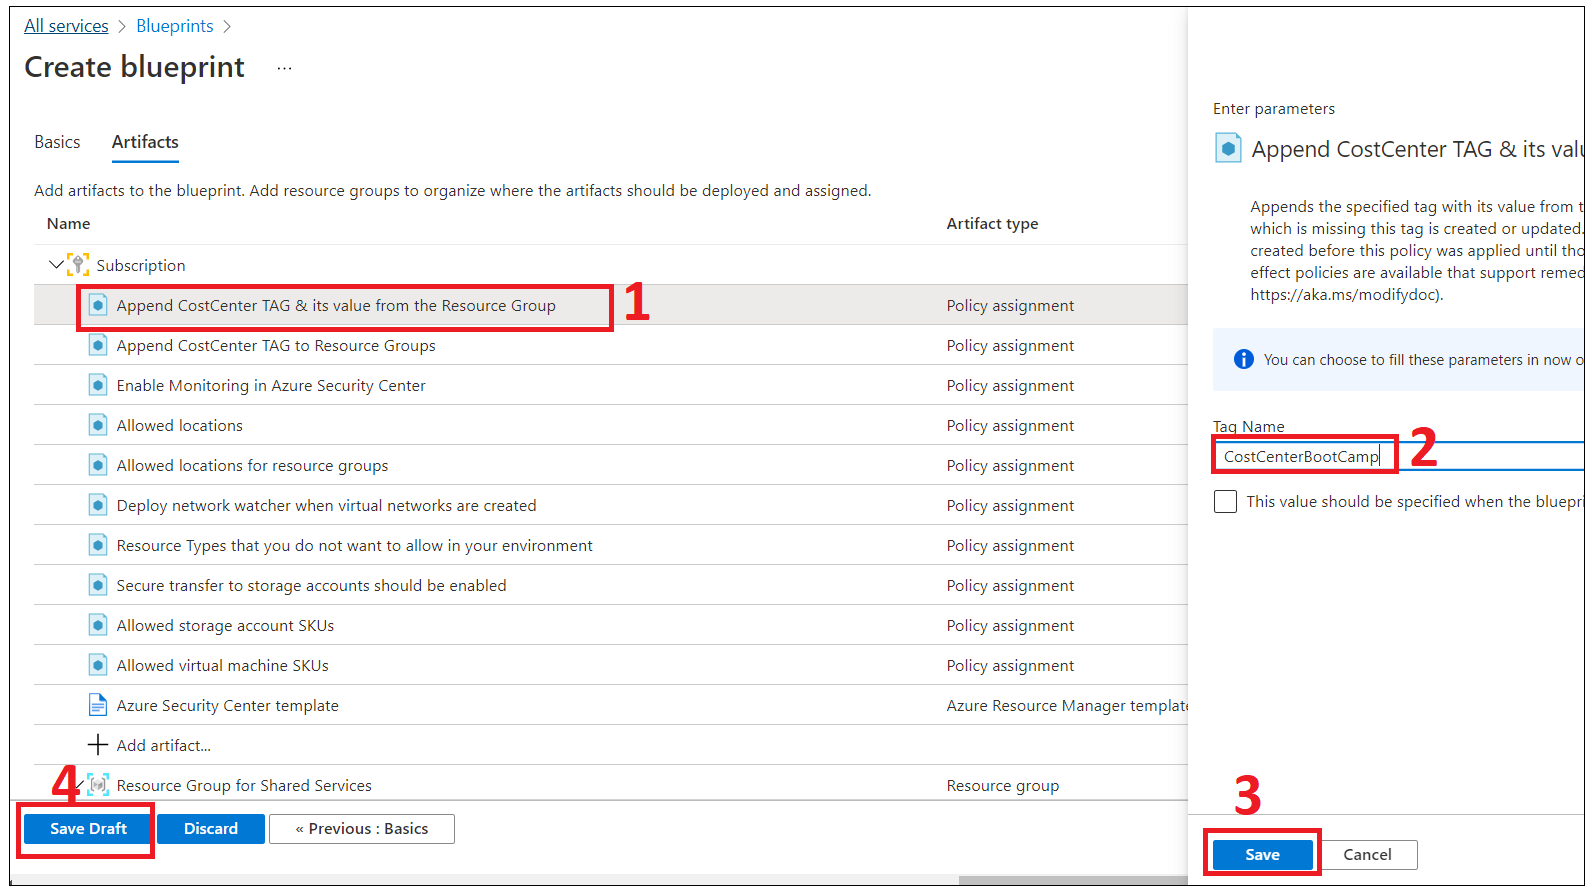 All services > Blueprints >
Create blueprint ...
Basics Artifacts
Add artifacts to the blueprint. Add resource groups to organize where the artifacts should be deployed and assigned.
Name Artifact type
Subscription
Append CostCenter TAG & its value from the Resource Group Policy assignment
1
Append CostCenter TAG to Resource Groups Policy assignment
Enable Monitoring in Azure Security Center Policy assignment
Allowed locations Policy assignment
Allowed locations for resource groups Policy assignment
Deploy network watcher when virtual networks are created Policy assignment
Resource Types that you do not want to allow in your environment Policy assignment
Secure transfer to storage accounts should be enabled Policy assignment
Allowed storage account SKUs Policy assignment
Allowed virtual machine SKUs Policy assignment
Azure Security Center template Azure Resource Manager template
Add artifact...
Resource Group for Shared Services Resource group
4
Save Draft Discard « Previous : Basics
Enter parameters
Append CostCenter TAG & its valu
Appends the specified tag with its value from t
which is missing this tag is created or updated.
created before this policy was applied until tho
effect policies are available that support remed
https://aka.ms/modifydoc).
You can choose to fill these parameters in now o
Tag Name
CostCenterBootCamp
2
This value should be specified when the bluepri
3
Save Cancel